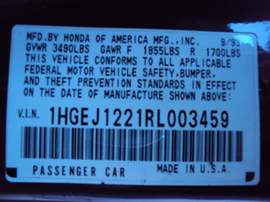 MFD.BY HONDA OF AMERICA MFG.,INC. 9/93
GVWR 3490LBS GAWR F 1855LBS R 1700LBS
THIS VEHICLE CONFORMS TO ALL APPLICABLE
FEDERAL MOTOR VEHICLE SAFETY,BUMPER,
AND THEFT PREVENTION STANDARDS IN EFFECT
ON THE DATE OF MANUFACTURE SHOWN ABOVE.
V.I.N. 1HGEJ1221RL003459
PASSENGER CAR MADE IN U.S.A.